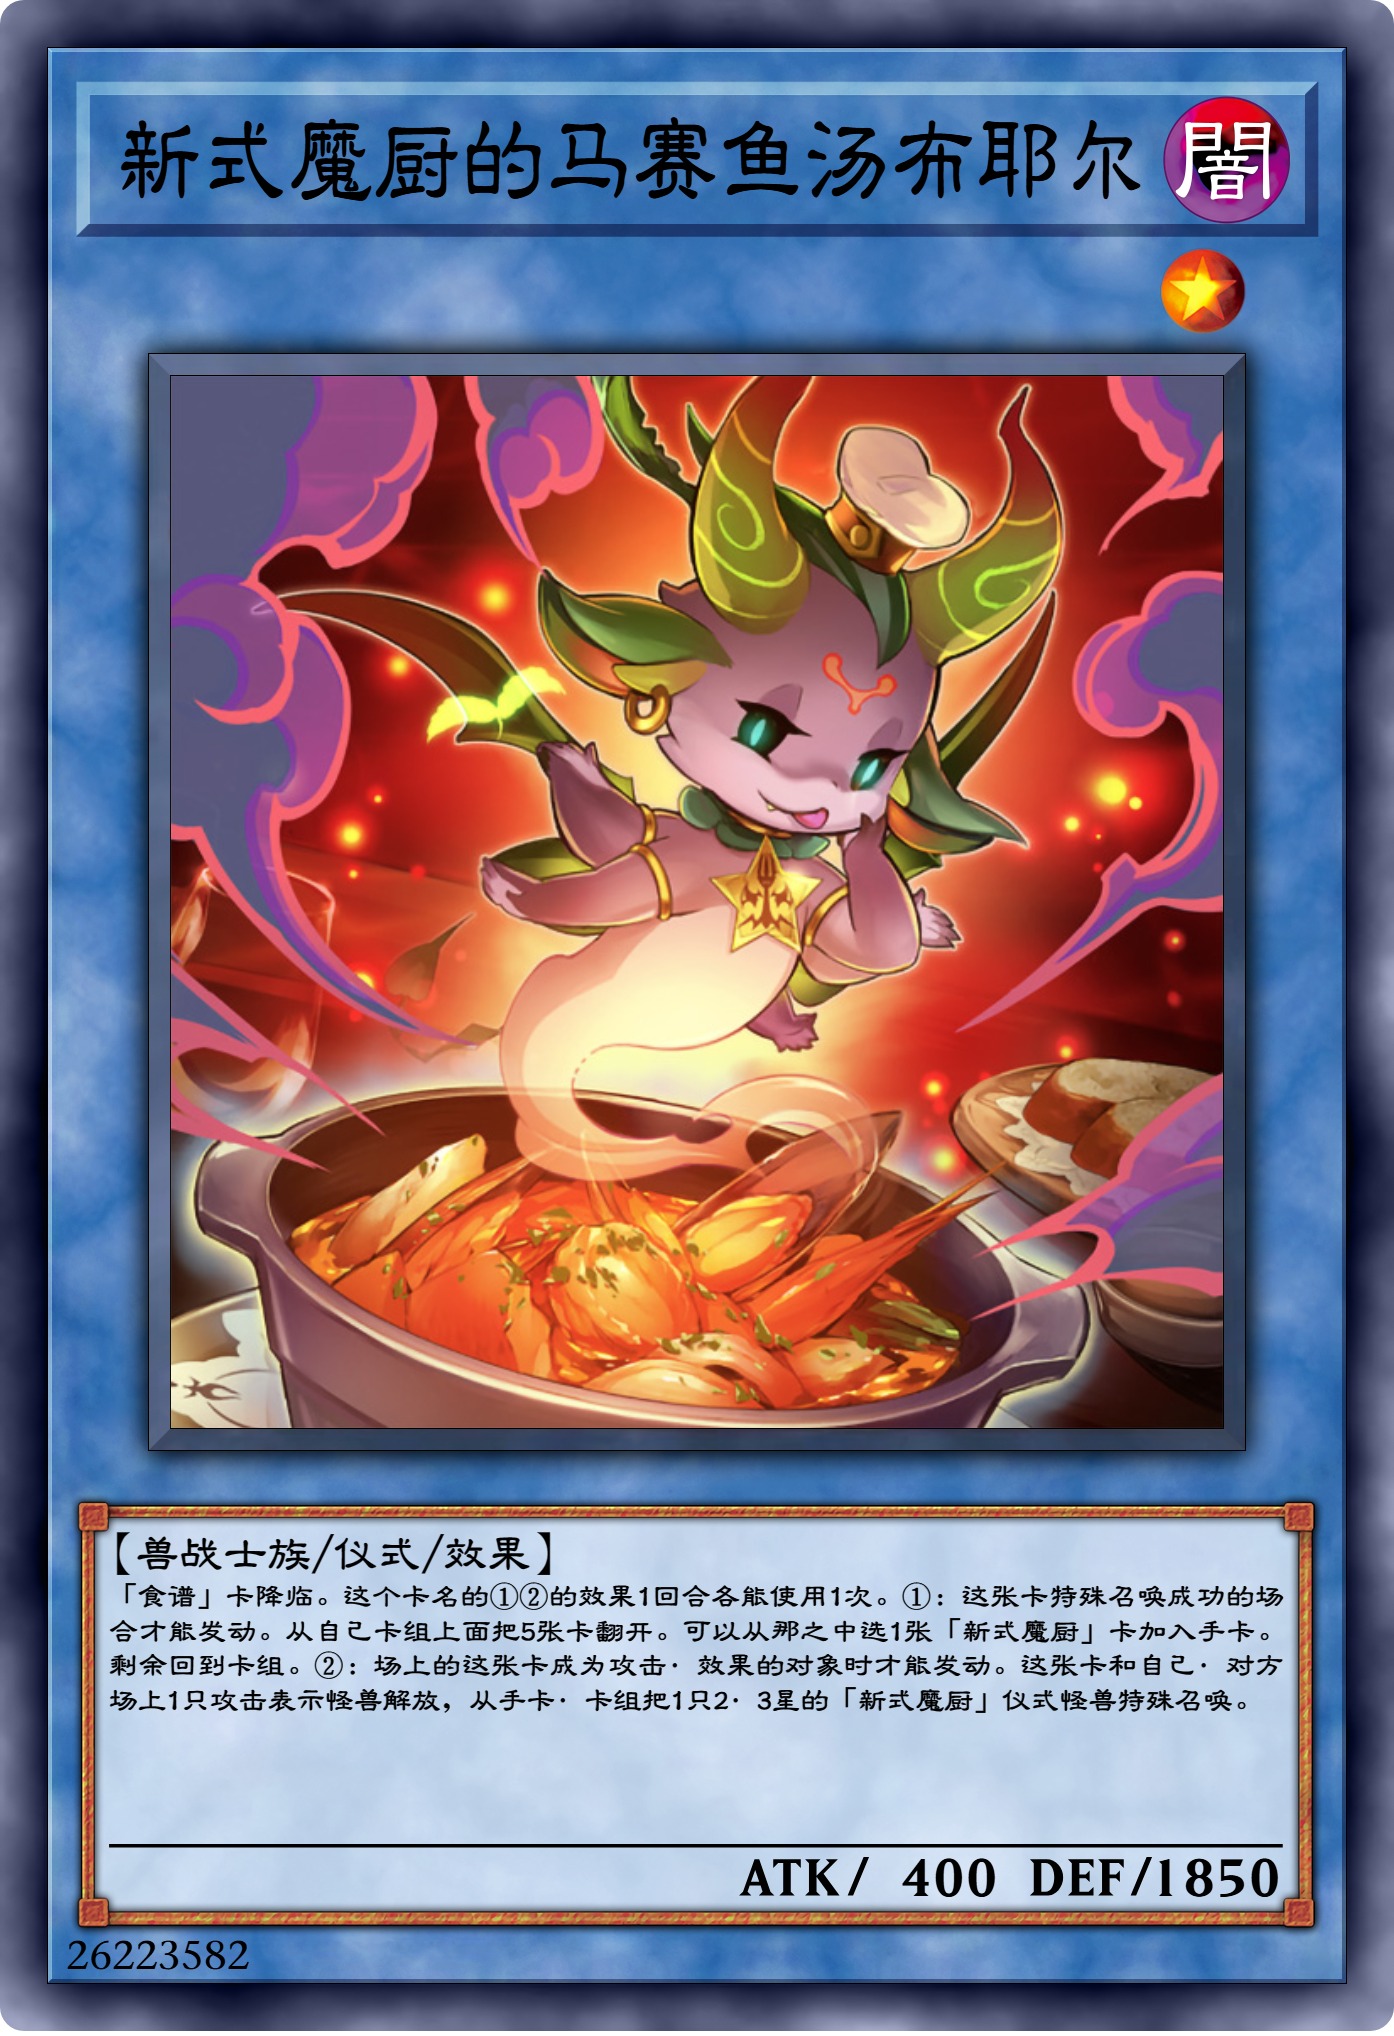 新式魔厨的马赛鱼汤布耶尔
闇
【兽战士族/仪式/效果】
「食谱」卡降临。这个卡名的①②的效果1回合各能使用1次。①：这张卡特殊召唤成功的场
合才能发动。从自己卡组上面把5张卡翻开。可以从那之中选1张「新式魔厨」卡加入手卡。
剩余回到卡组。②：场上的这张卡成为攻击·效果的对象时才能发动。这张卡和自己·对方
场上1只攻击表示怪兽解放，从手卡·卡组把1只2·3星的「新式魔厨」仪式怪兽特殊召唤。
ATK/ 400 DEF/1850
26223582